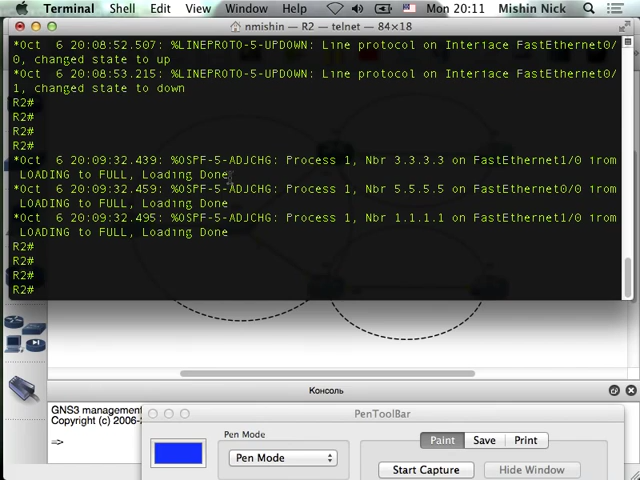 Terminal Shell Edit View Window Help Mon 20:11 Mishin Nick
nmishin — R2 — telnet — 84×18
*Oct  6 20:08:52.507: %LINEPROTO-5-UPDOWN: Line protocol on Interface FastEthernet0/
0, changed state to up
*Oct  6 20:08:53.215: %LINEPROTO-5-UPDOWN: Line protocol on Interface FastEthernet0/
1, changed state to down
R2#
R2#
R2#
R2#
*Oct  6 20:09:32.439: %OSPF-5-ADJCHG: Process 1, Nbr 3.3.3.3 on FastEthernet1/0 from
LOADING to FULL, Loading Done
*Oct  6 20:09:32.459: %OSPF-5-ADJCHG: Process 1, Nbr 5.5.5.5 on FastEthernet0/0 from
LOADING to FULL, Loading Done
*Oct  6 20:09:32.495: %OSPF-5-ADJCHG: Process 1, Nbr 1.1.1.1 on FastEthernet1/0 from
LOADING to FULL, Loading Done
R2#
R2#
R2#
R2#
Консоль
GNS3 management
Copyright (c) 2006-2
=>
PenToolBar
Pen Mode
Pen Mode
Paint Save Print
Start Capture Hide Window